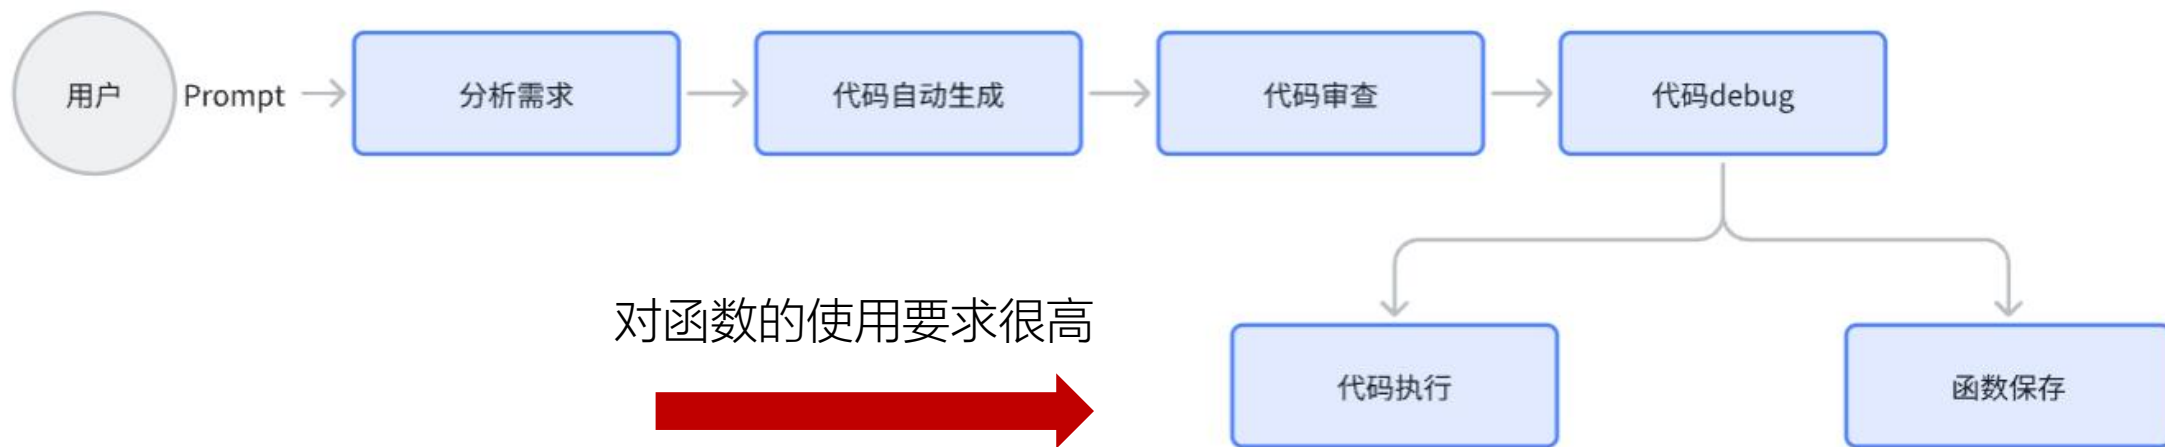 用户
Prompt
分析需求
代码自动生成
代码审查
代码debug
对函数的使用要求很高
代码执行
函数保存